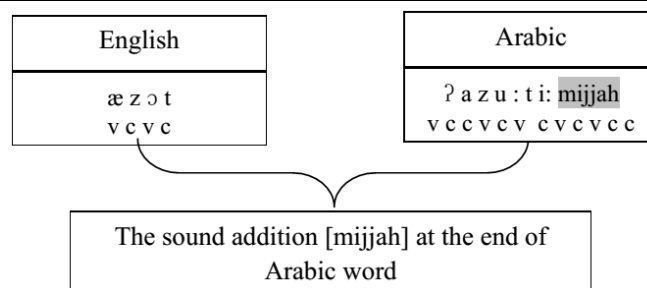 English
æ z ɔ t
v c v c
Arabic
ʔ a z u : t i: mijjah
v c c v c v c v c v c c
The sound addition [mijjah] at the end of
Arabic word